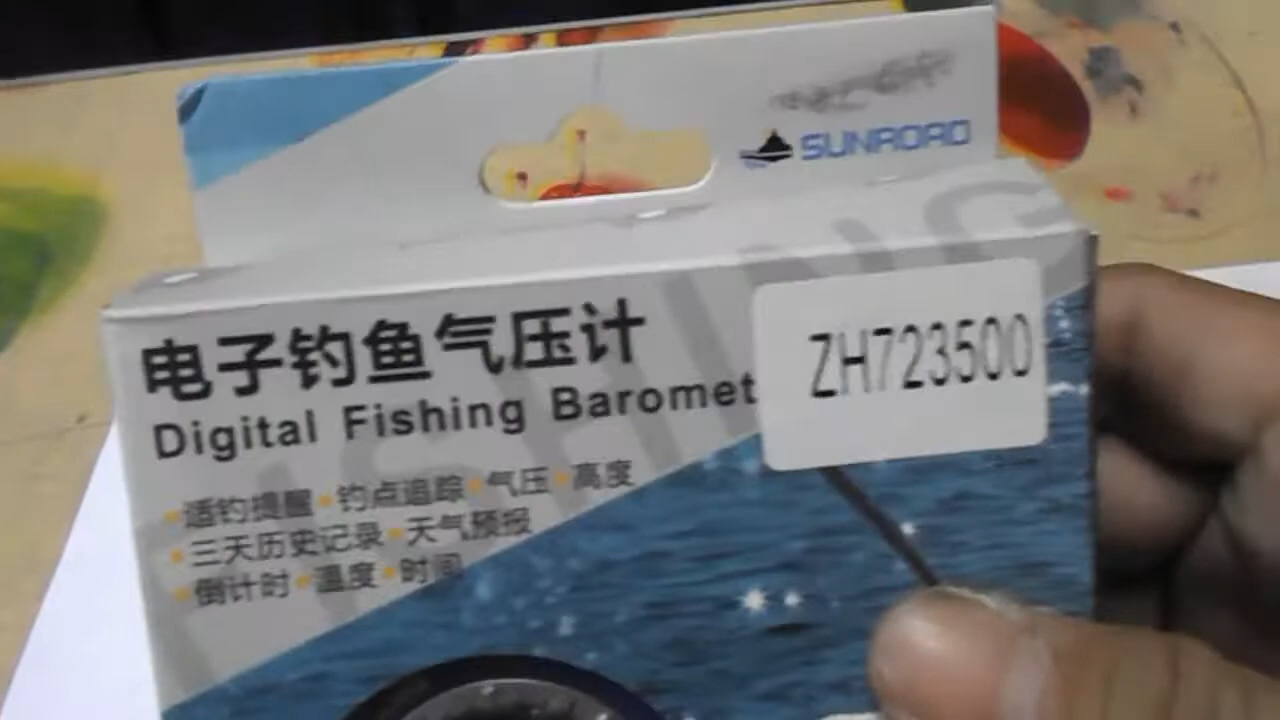 SUNROAD
FISHING
电子钓鱼气压计
Digital Fishing Baromet
ZH723500
适钓提醒•钓点追踪•气压•高度
三天历史记录•天气预报
倒计时•温度•时间